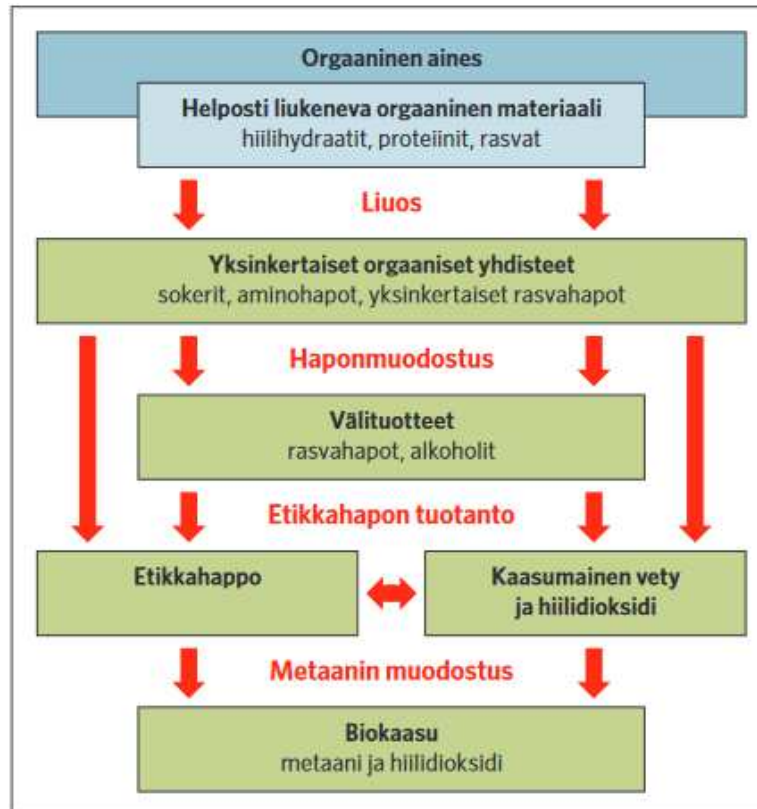 Orgaaninen aines
Helposti liukeneva orgaaninen materiaali
hiilihydraatit, proteiinit, rasvat
Liuos
Yksinkertaiset orgaaniset yhdisteet
sokerit, aminohapot, yksinkertaiset rasvahapot
Haponmuodostus
Välituotteet
rasvahapot, alkoholit
Etikkahapon tuotanto
Etikkahappo
Kaasumainen vety
ja hiilidioksidi
Metaanin muodostus
Biokaasu
metaani ja hiilidioksidi